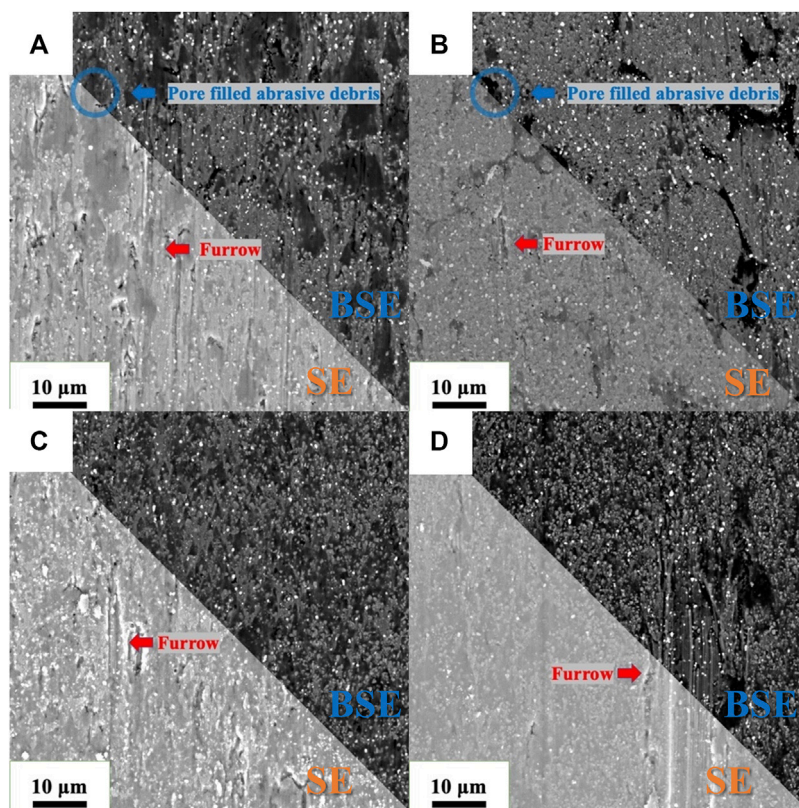 A
Pore filled abrasive debris
Furrow
BSE
SE
10 µm
B
Pore filled abrasive debris
Furrow
BSE
SE
10 µm
C
Furrow
BSE
SE
10 µm
D
Furrow
BSE
SE
10 µm